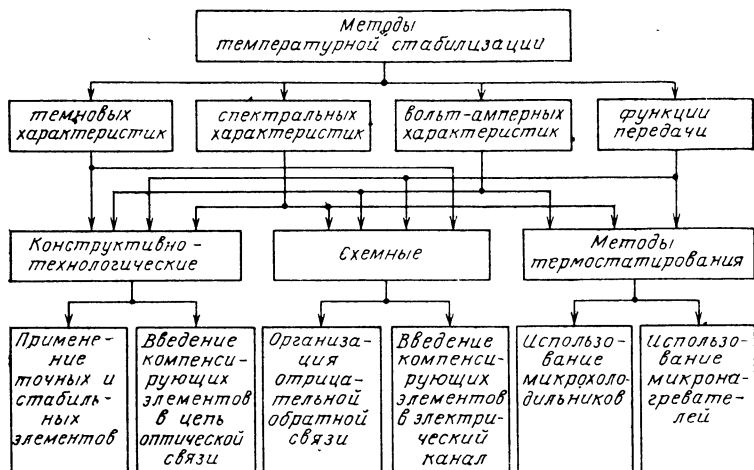 Методы
температурной стабилизации
темновых
характеристик
спектральных
характеристик
вольт-амперных
характеристик
функции
передачи
Конструктивно-
технологические
Схемные
Методы
термостатирования
Примене-
ние
точных и
стабиль-
ных
элементов
Введение
компенси-
рующих
элементов
в цепь
оптической
связи
Организа-
ция
отрица-
тельной
обратной
связи
Введение
компенси-
рующих
элементов
в электри-
ческий
канал
Использо-
вание
микрохоло-
дильников
Использо-
вание
микрона-
гревате-
лей